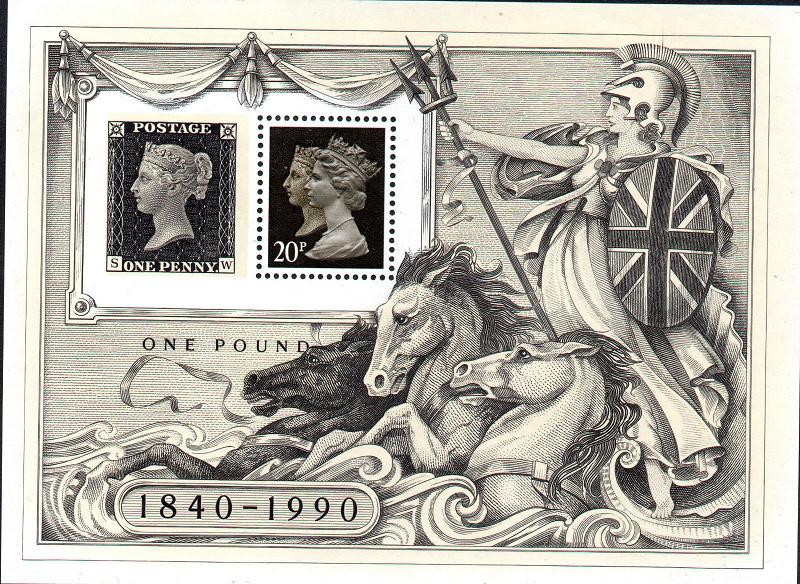 POSTAGE
S ONE PENNY W
20P
ONE POUND
1840-1990